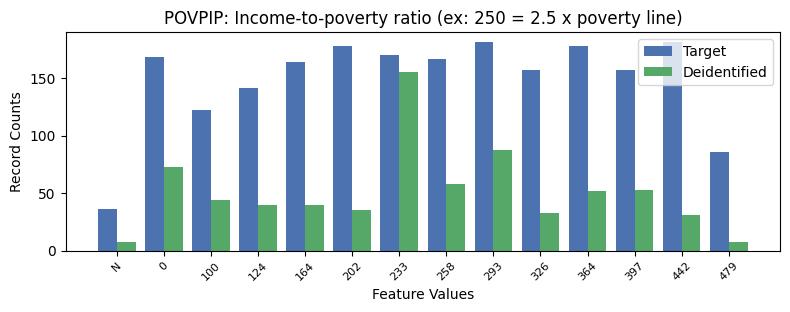 POVPIP: Income-to-poverty ratio (ex: 250 = 2.5 x poverty line)
Target
Deidentified
Record Counts
150
100
50
0
N
0
100
124
164
202
233
258
293
326
364
397
442
479
Feature Values